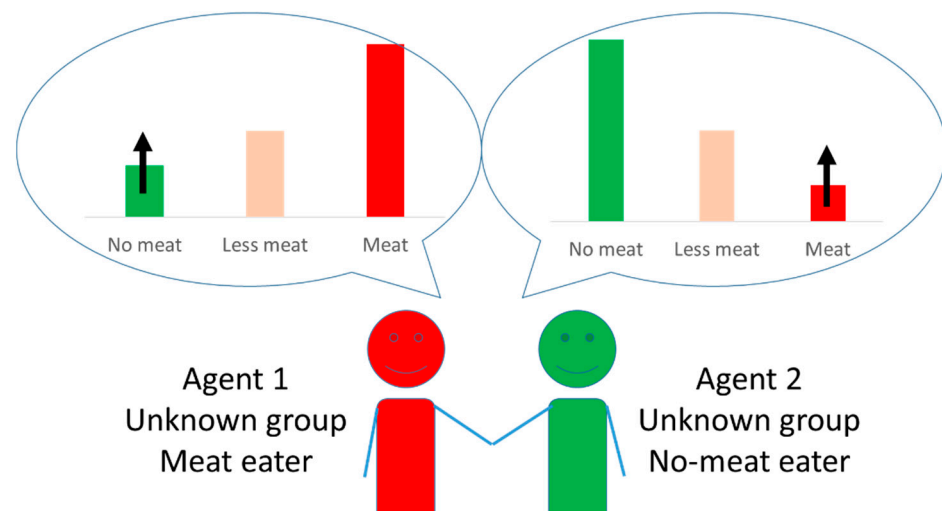 No meat Less meat Meat
No meat Less meat Meat
Agent 1
Unknown group
Meat eater
Agent 2
Unknown group
No-meat eater